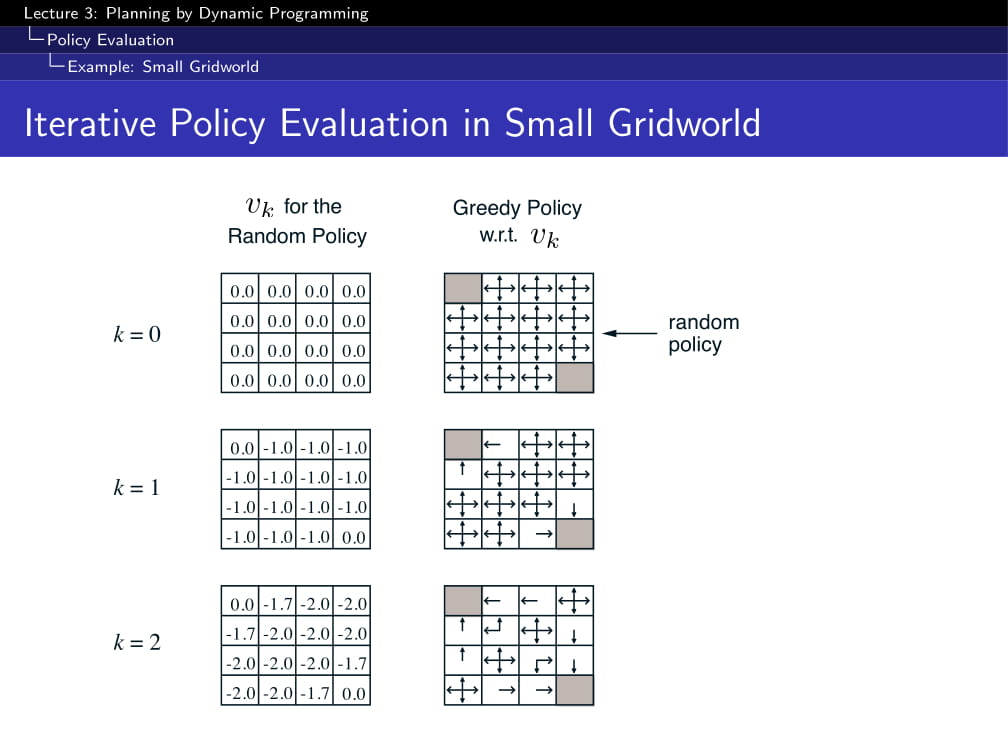 Lecture 3: Planning by Dynamic Programming
Policy Evaluation
Example: Small Gridworld
Iterative Policy Evaluation in Small Gridworld
v_k for the
Random Policy
Greedy Policy
w.r.t. v_k
k = 0
0.0 0.0 0.0 0.0
0.0 0.0 0.0 0.0
0.0 0.0 0.0 0.0
0.0 0.0 0.0 0.0
random
policy
k = 1
0.0 -1.0 -1.0 -1.0
-1.0 -1.0 -1.0 -1.0
-1.0 -1.0 -1.0 -1.0
-1.0 -1.0 -1.0 0.0
k = 2
0.0 -1.7 -2.0 -2.0
-1.7 -2.0 -2.0 -2.0
-2.0 -2.0 -2.0 -1.7
-2.0 -2.0 -1.7 0.0